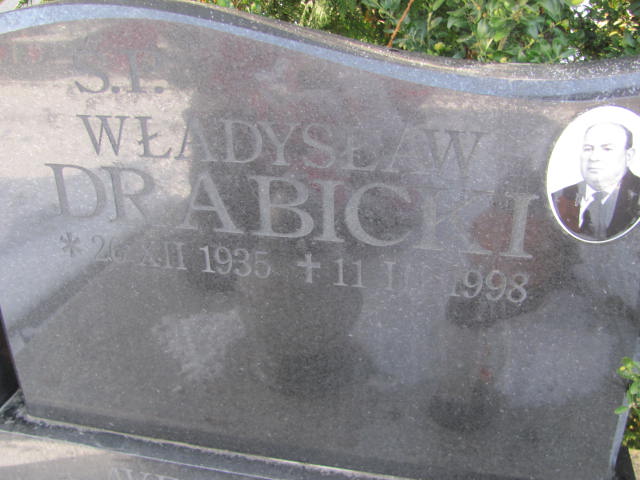 Ś.P.
WŁADYSŁAW
DRABICKI
* 26 XII 1935 + 11 1998